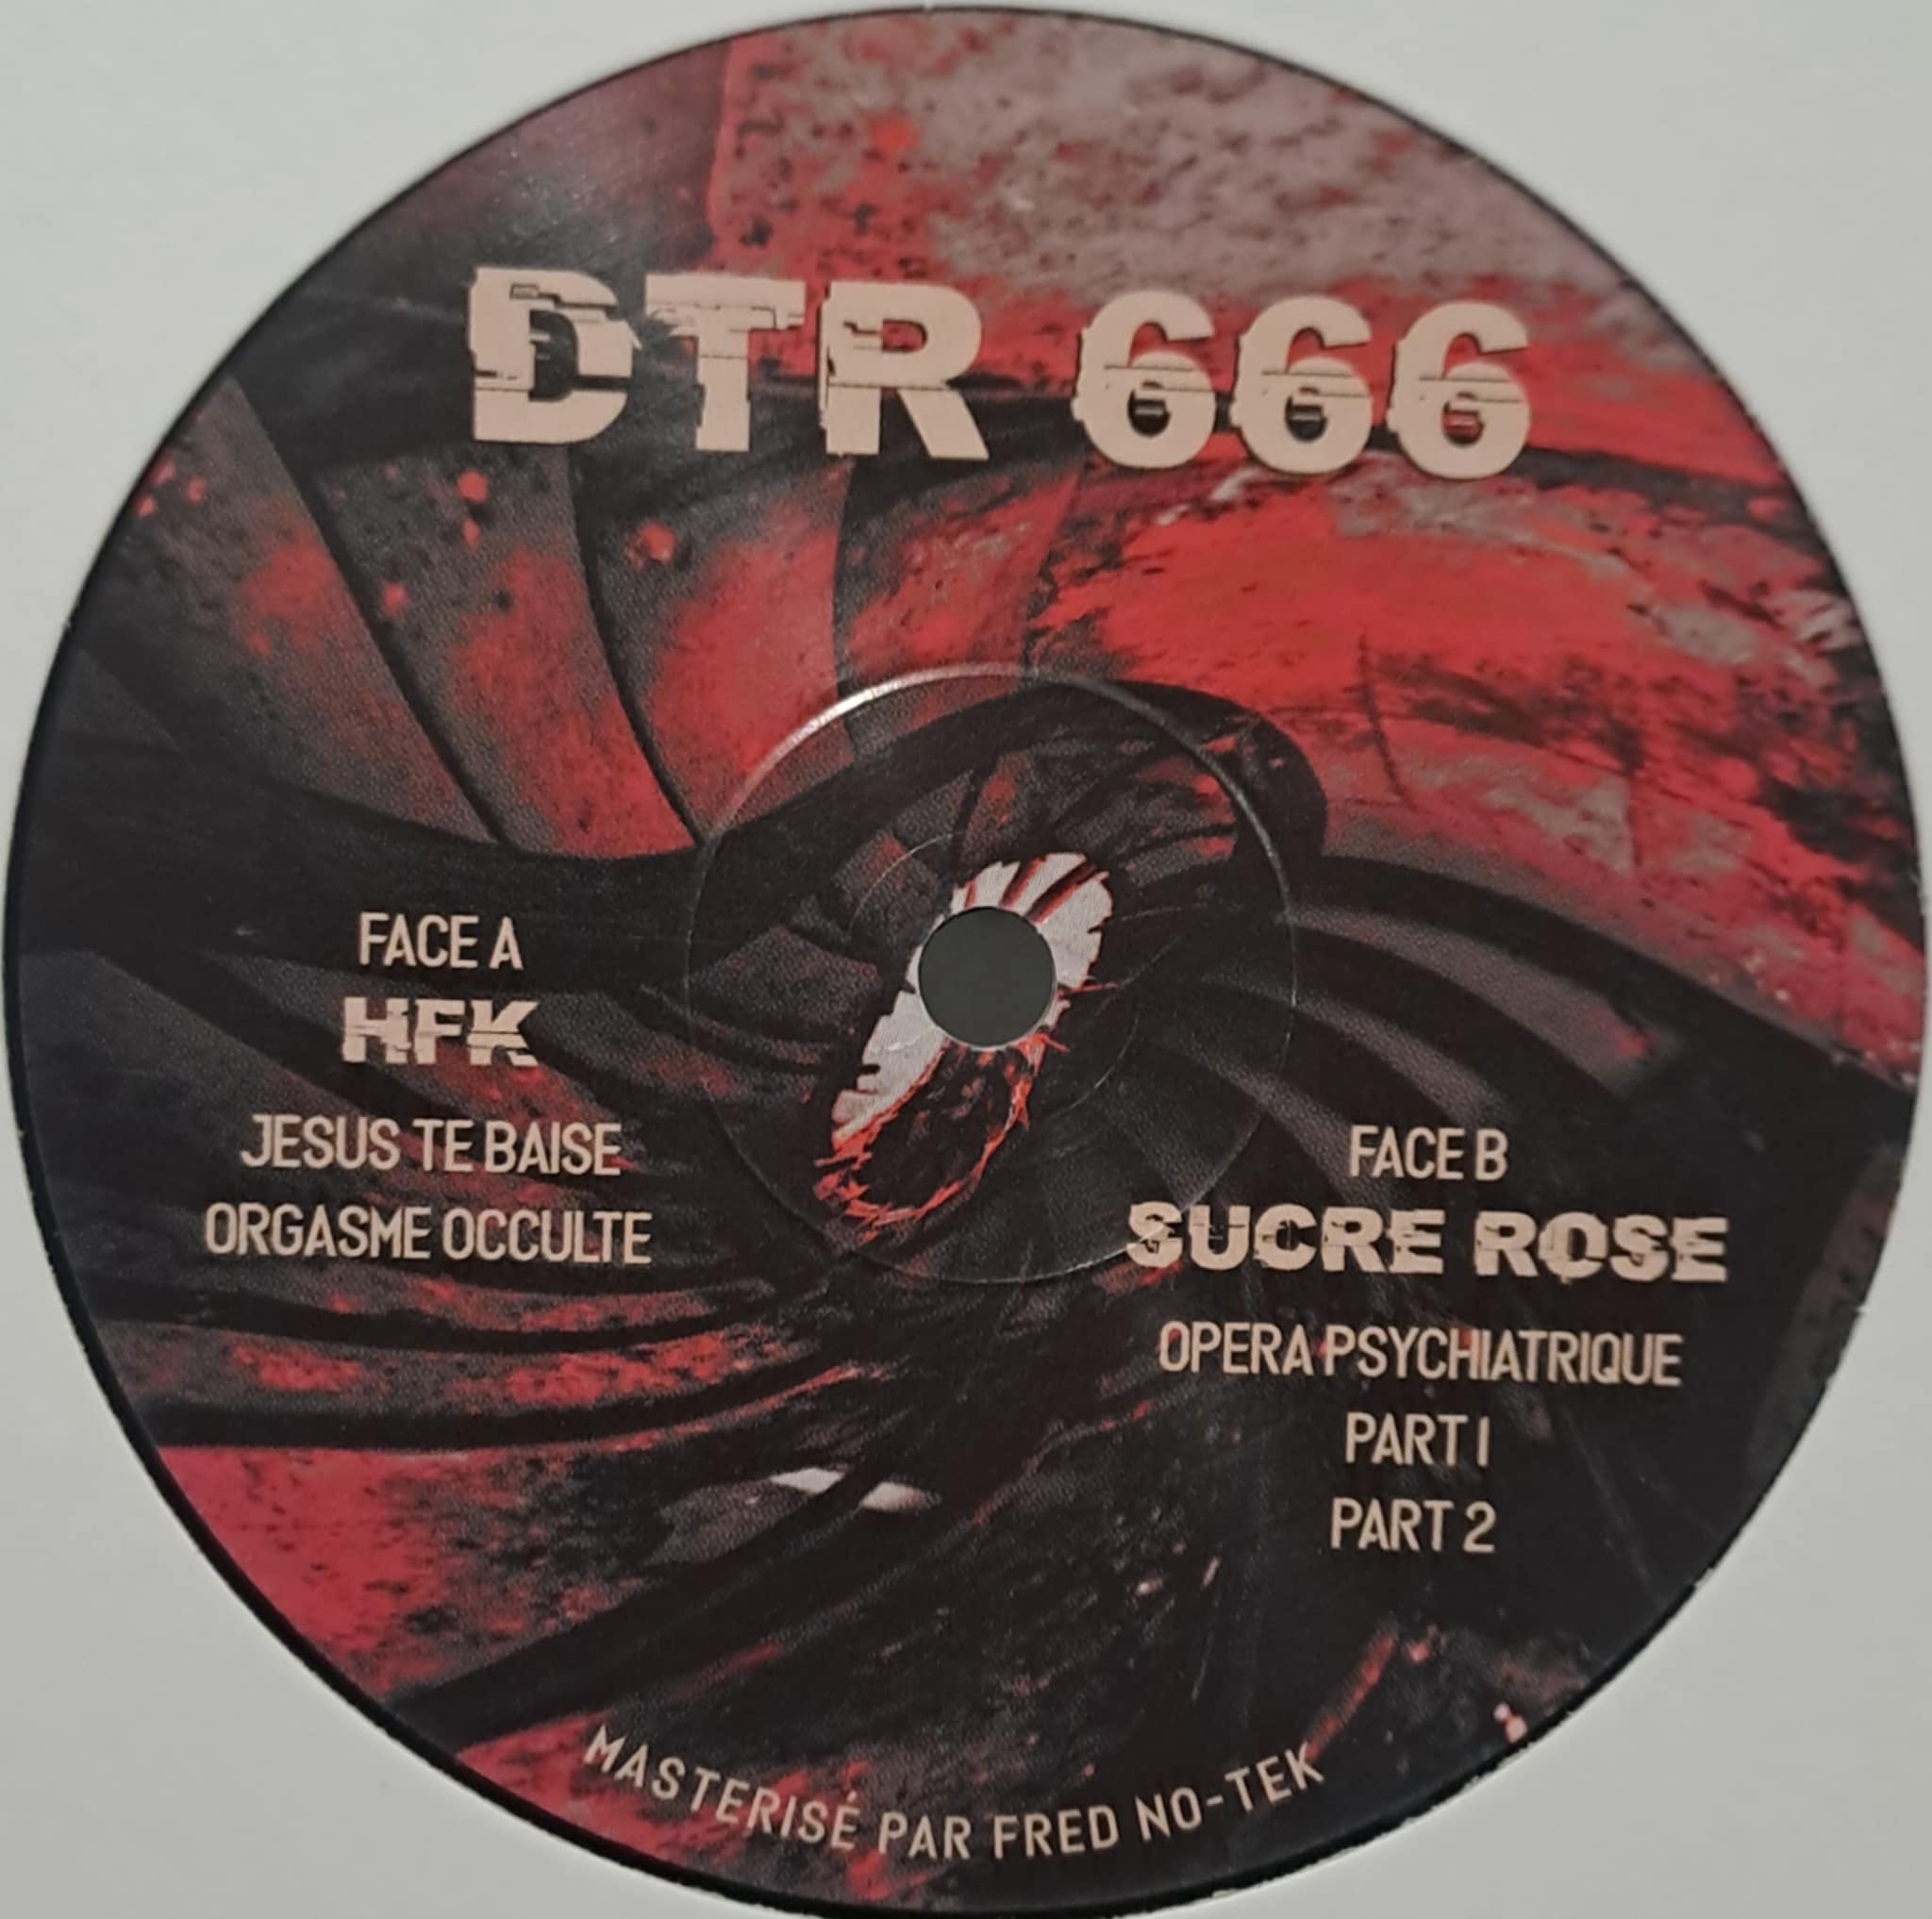 DTR 666
FACE A
HFK
JESUS TE BAISE
ORGASME OCCULTE
FACE B
SUCRE ROSE
OPERA PSYCHIATRIQUE
PART 1
PART 2
MASTERISÉ PAR FRED NO-TEK